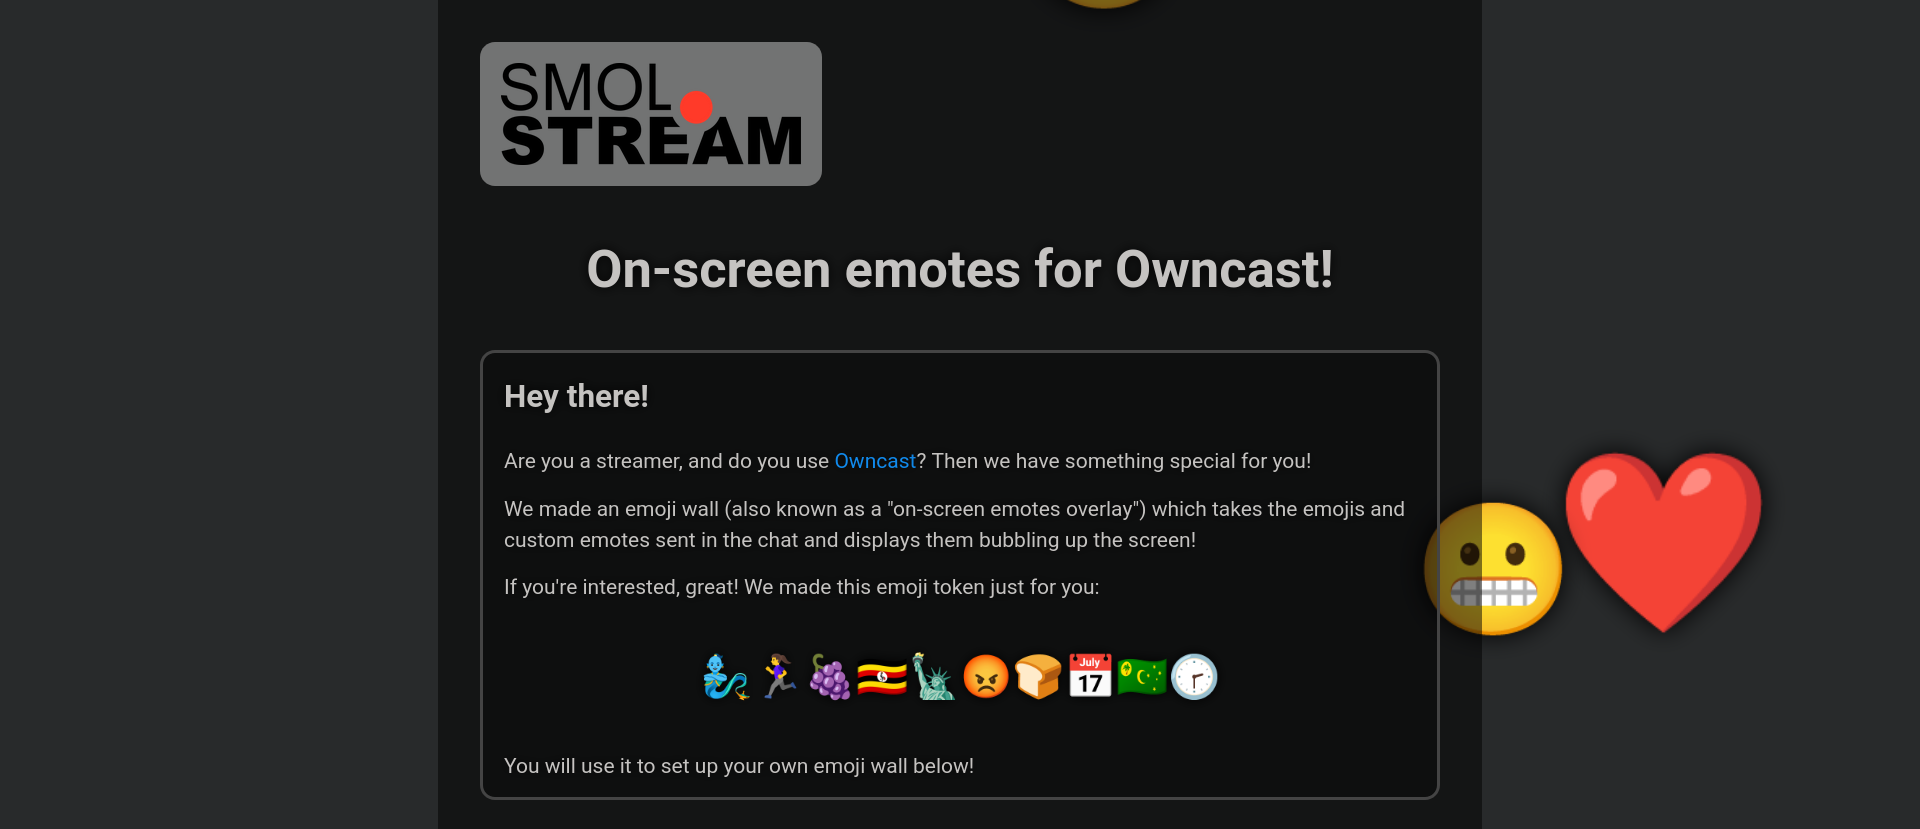 SMOL
STREAM
On-screen emotes for Owncast!
Hey there!
Are you a streamer, and do you use Owncast? Then we have something special for you!
We made an emoji wall (also known as a "on-screen emotes overlay") which takes the emojis and
custom emotes sent in the chat and displays them bubbling up the screen!
If you're interested, great! We made this emoji token just for you:
🧞‍♂️🏃‍♀️🍇🇺🇬🗽😡🍞📅🇨🇽🕝
You will use it to set up your own emoji wall below!